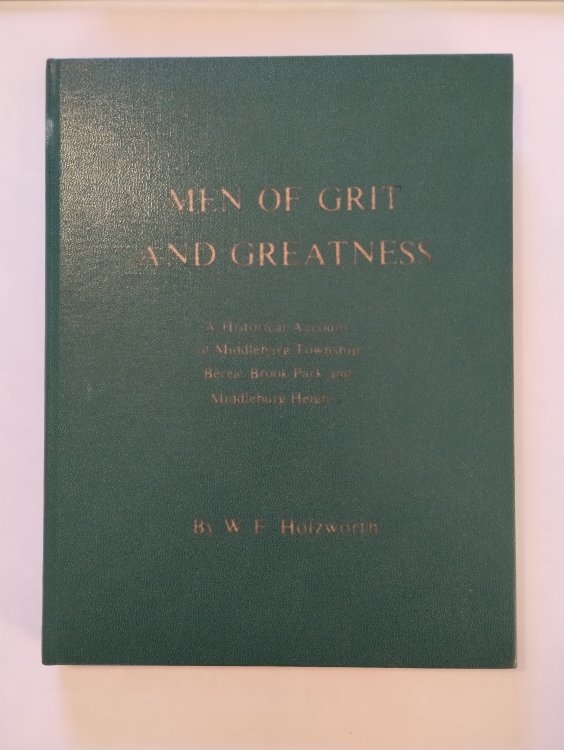 MEN OF GRIT
AND GREATNESS
A Historical Account
of Middleburg Township
Berea, Brook Park and
Middleburg Heights
By W. F. Holzworth